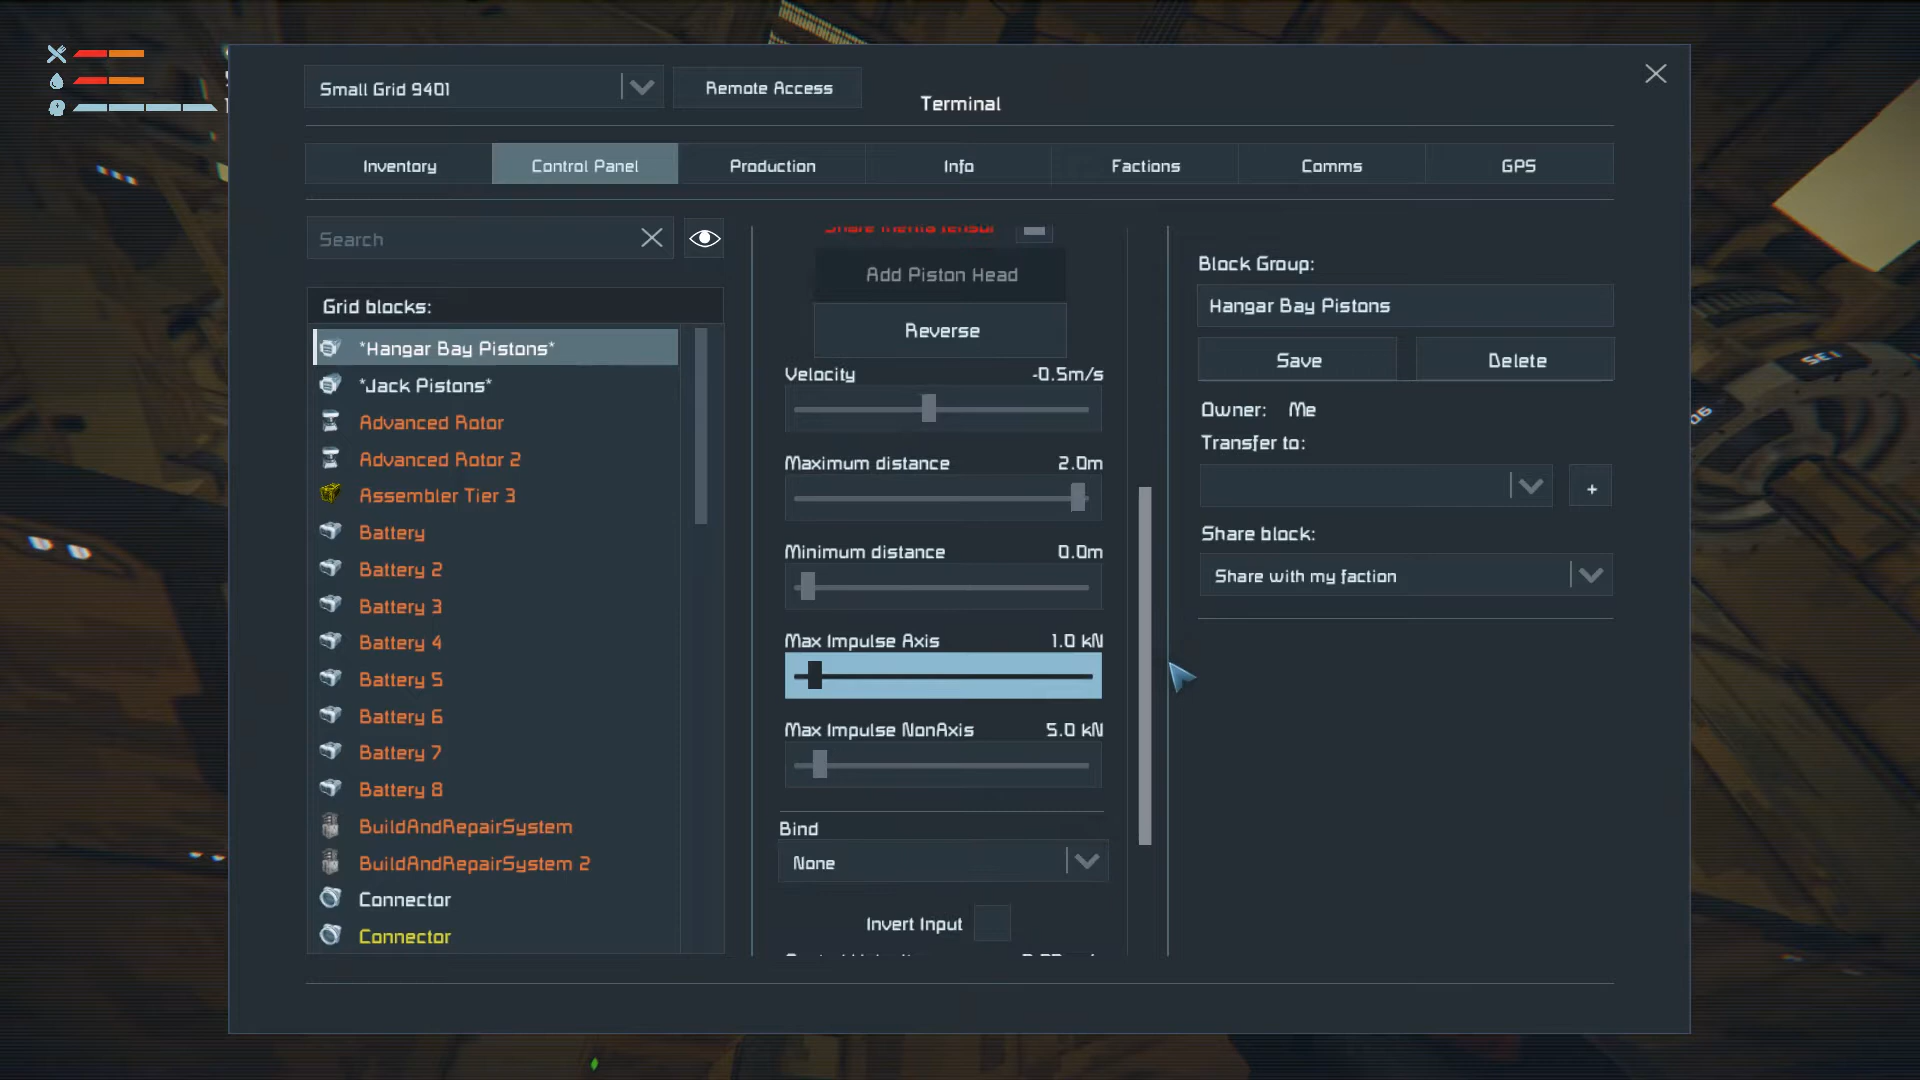 Small Grid 9401
Remote Access
Terminal
Inventory
Control Panel
Production
Info
Factions
Comms
GPS
Search
Grid blocks:
*Hangar Bay Pistons*
*Jack Pistons*
Advanced Rotor
Advanced Rotor 2
Assembler Tier 3
Battery
Battery 2
Battery 3
Battery 4
Battery 5
Battery 6
Battery 7
Battery 8
BuildAndRepairSystem
BuildAndRepairSystem 2
Connector
Connector
Share inertia tensor
Add Piston Head
Reverse
Velocity -0.5m/s
Maximum distance 2.0m
Minimum distance 0.0m
Max Impulse Axis 1.0 kN
Max Impulse NonAxis 5.0 kN
Bind
None
Invert Input
Block Group:
Hangar Bay Pistons
Save
Delete
Owner: Me
Transfer to:
+
Share block:
Share with my faction